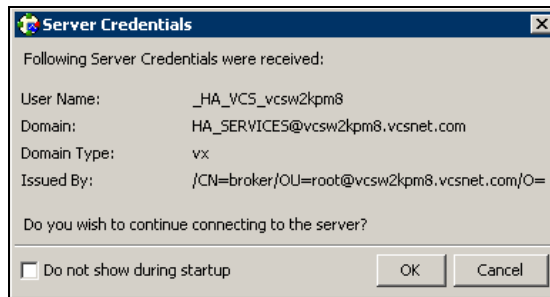 Server Credentials
Following Server Credentials were received:
User Name: _HA_VCS_vcsw2kpm8
Domain: HA_SERVICES@vcsw2kpm8.vcsnet.com
Domain Type: vx
Issued By: /CN=broker/OU=root@vcsw2kpm8.vcsnet.com/O=
Do you wish to continue connecting to the server?
Do not show during startup OK Cancel